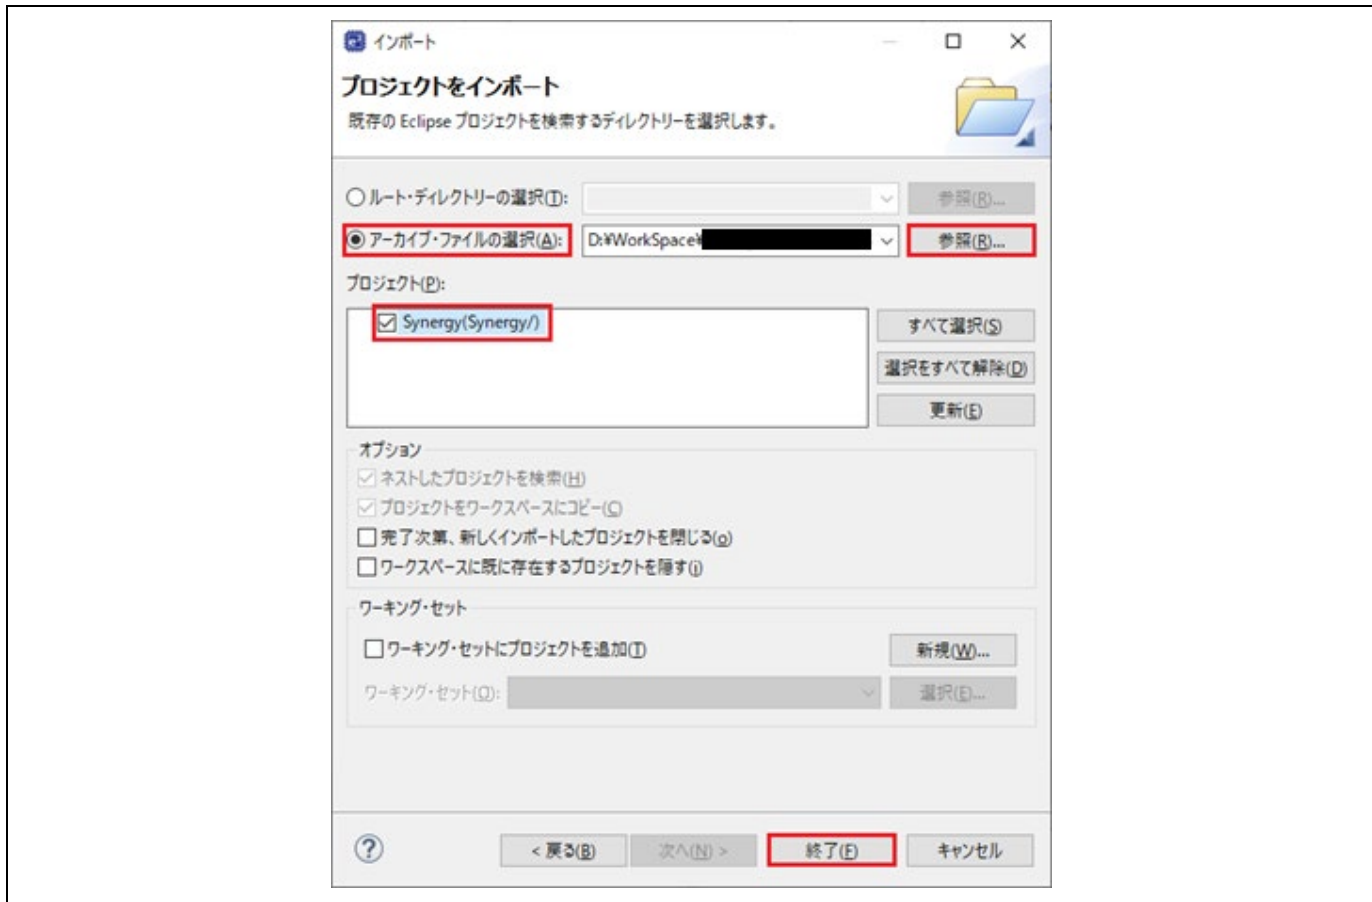 インポート
プロジェクトをインポート
既存の Eclipse プロジェクトを検索するディレクトリーを選択します。
ルート・ディレクトリーの選択(T): 参照(R)...
アーカイブ・ファイルの選択(A): D:¥WorkSpace¥ 参照(R)...
プロジェクト(P):
Synergy(Synergy/)
すべて選択(S)
選択をすべて解除(D)
更新(E)
オプション
ネストしたプロジェクトを検索(H)
プロジェクトをワークスペースにコピー(C)
完了次第、新しくインポートしたプロジェクトを閉じる(o)
ワークスペースに既に存在するプロジェクトを隠す(i)
ワーキング・セット
ワーキング・セットにプロジェクトを追加(T) 新規(W)...
ワーキング・セット(O): 選択(E)...
? < 戻る(B) 次へ(N) > 終了(F) キャンセル